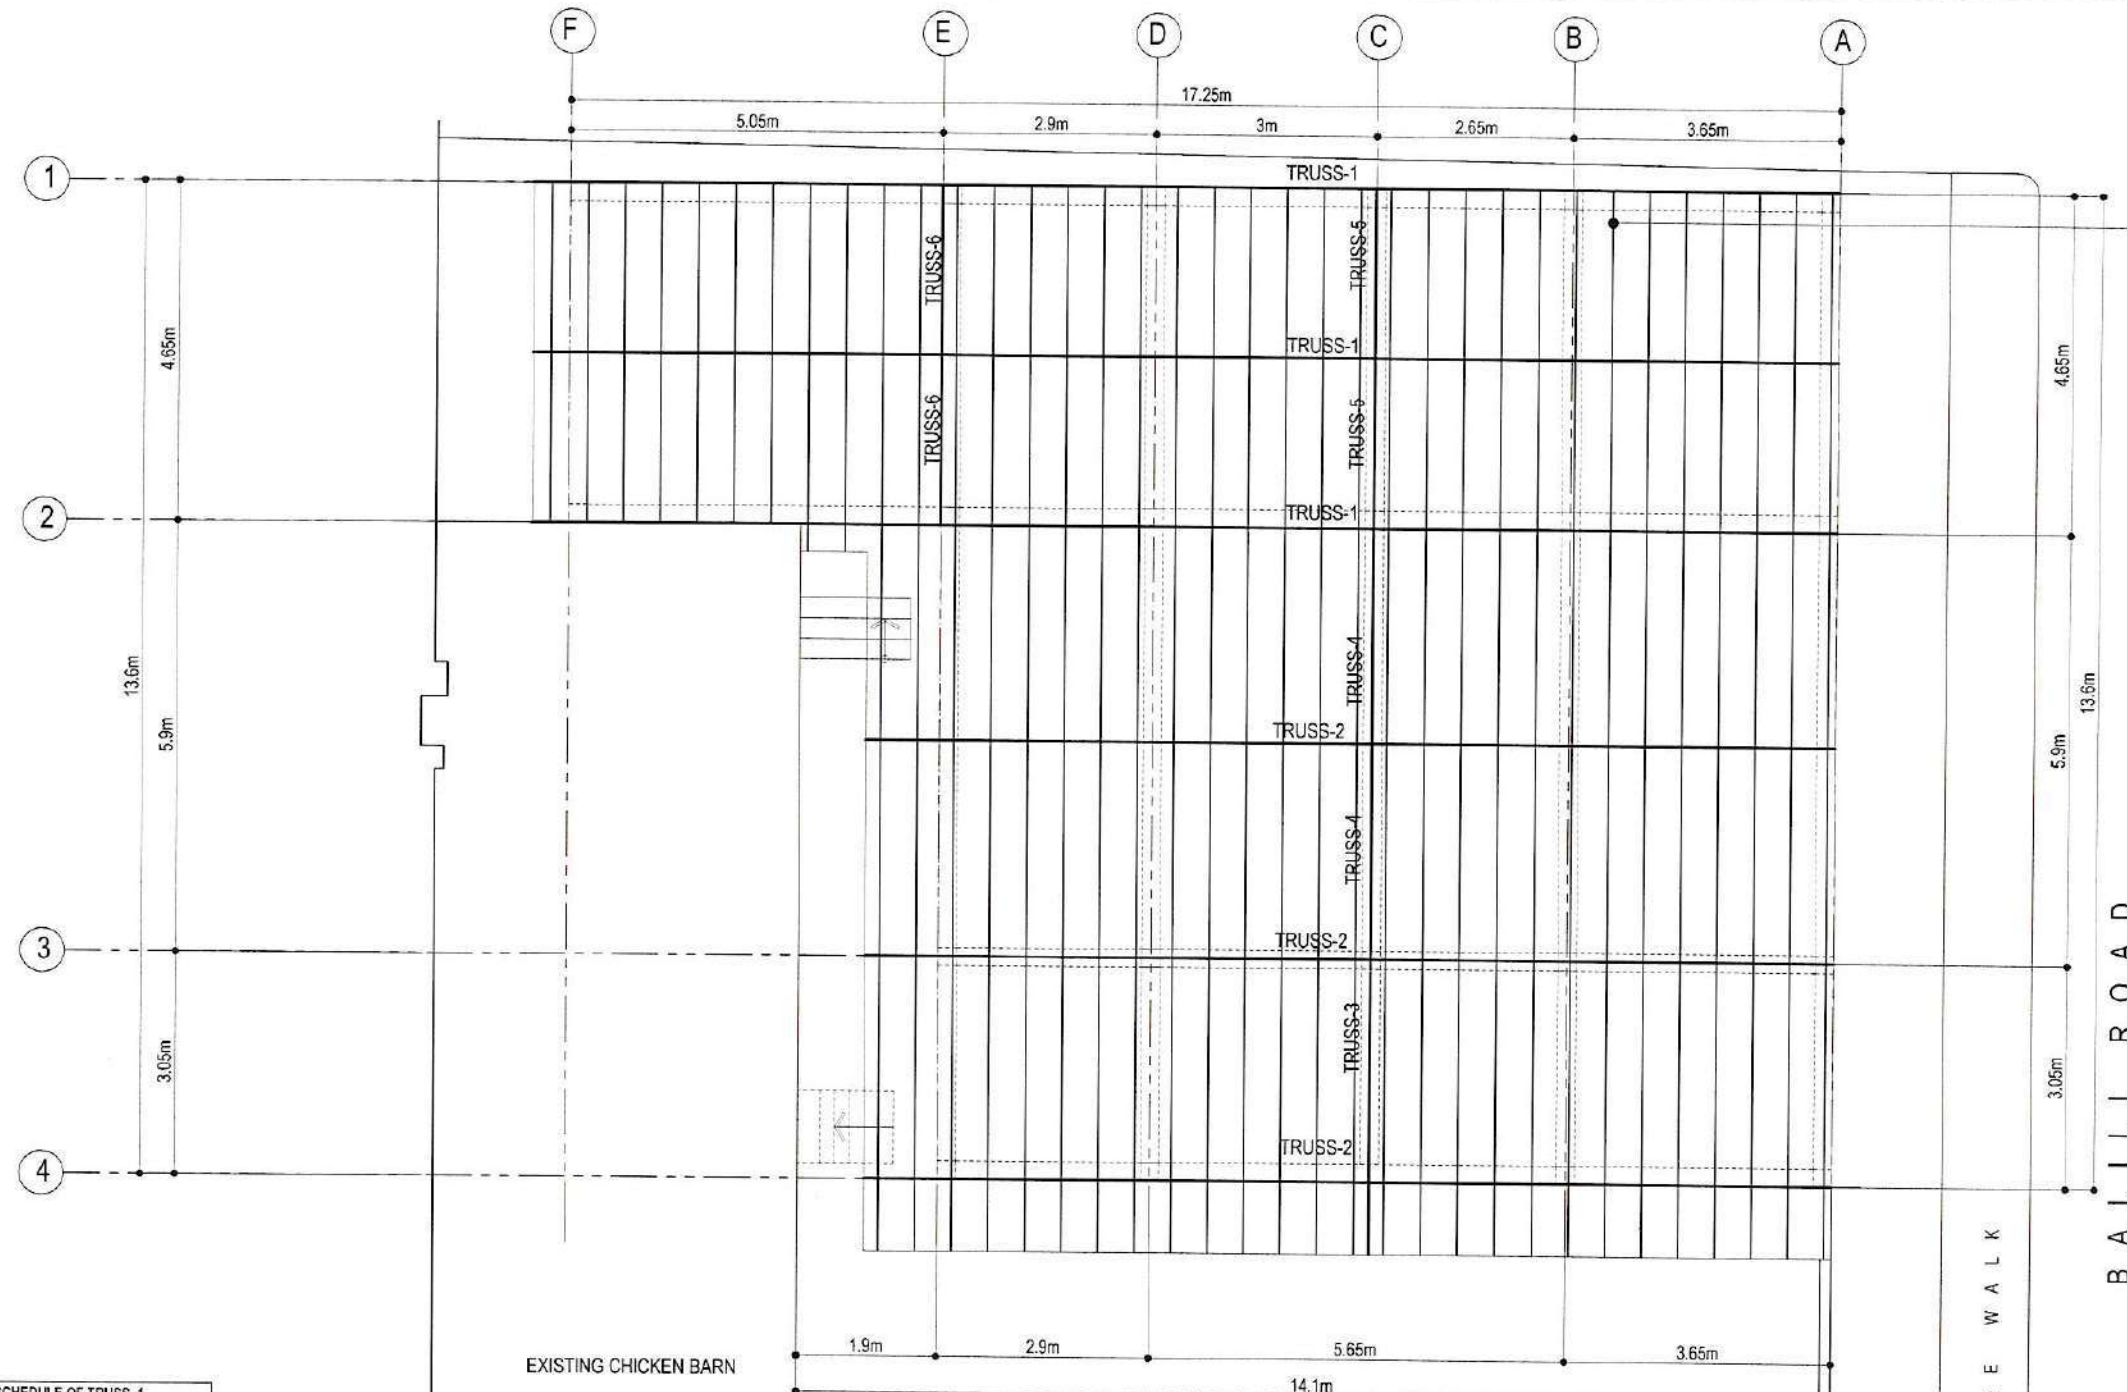 F E D C B A
17.25m
5.05m 2.9m 3m 2.65m 3.65m
1
TRUSS-1
TRUSS-6
TRUSS-5
4.65m
4.65m
TRUSS-1
TRUSS-6
TRUSS-5
2
TRUSS-1
13.6m
5.9m
TRUSS-4
TRUSS-2
13.6m
5.9m
TRUSS-4
3
TRUSS-2
TRUSS-3
3.05m
3.05m
4
TRUSS-2
BALIUI ROAD
WALK
1.9m 2.9m 5.65m 3.65m
EXISTING CHICKEN BARN
14.1m